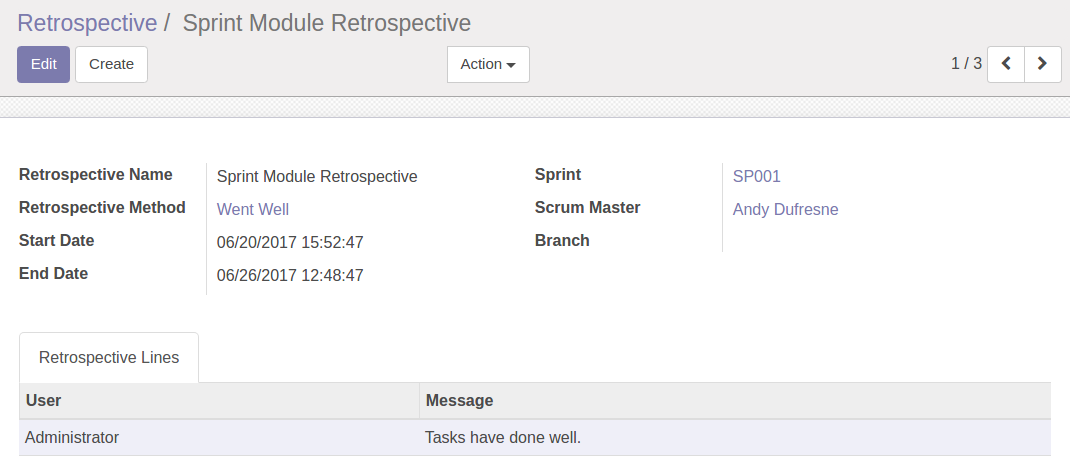 Retrospective / Sprint Module Retrospective
Edit Create Action 1 / 3
Retrospective Name Sprint Module Retrospective Sprint SP001
Retrospective Method Went Well Scrum Master Andy Dufresne
Start Date 06/20/2017 15:52:47 Branch
End Date 06/26/2017 12:48:47
Retrospective Lines
User Message
Administrator Tasks have done well.